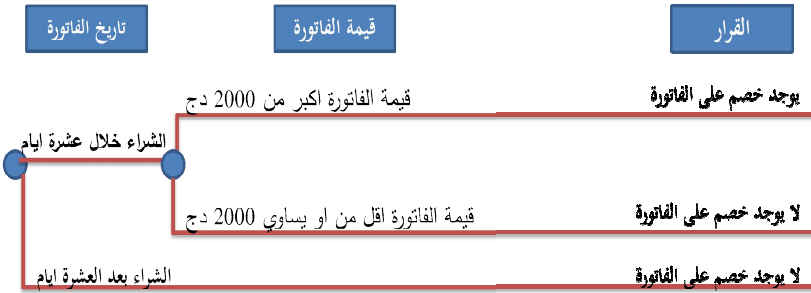 القرار
قيمة الفاتورة
تاريخ الفاتورة
يوجد خصم على الفاتورة
قيمة الفاتورة اكبر من 2000 دج
الشراء خلال عشرة ايام
لا يوجد خصم على الفاتورة
قيمة الفاتورة اقل من او يساوي 2000 دج
لا يوجد خصم على الفاتورة
الشراء بعد العشرة ايام